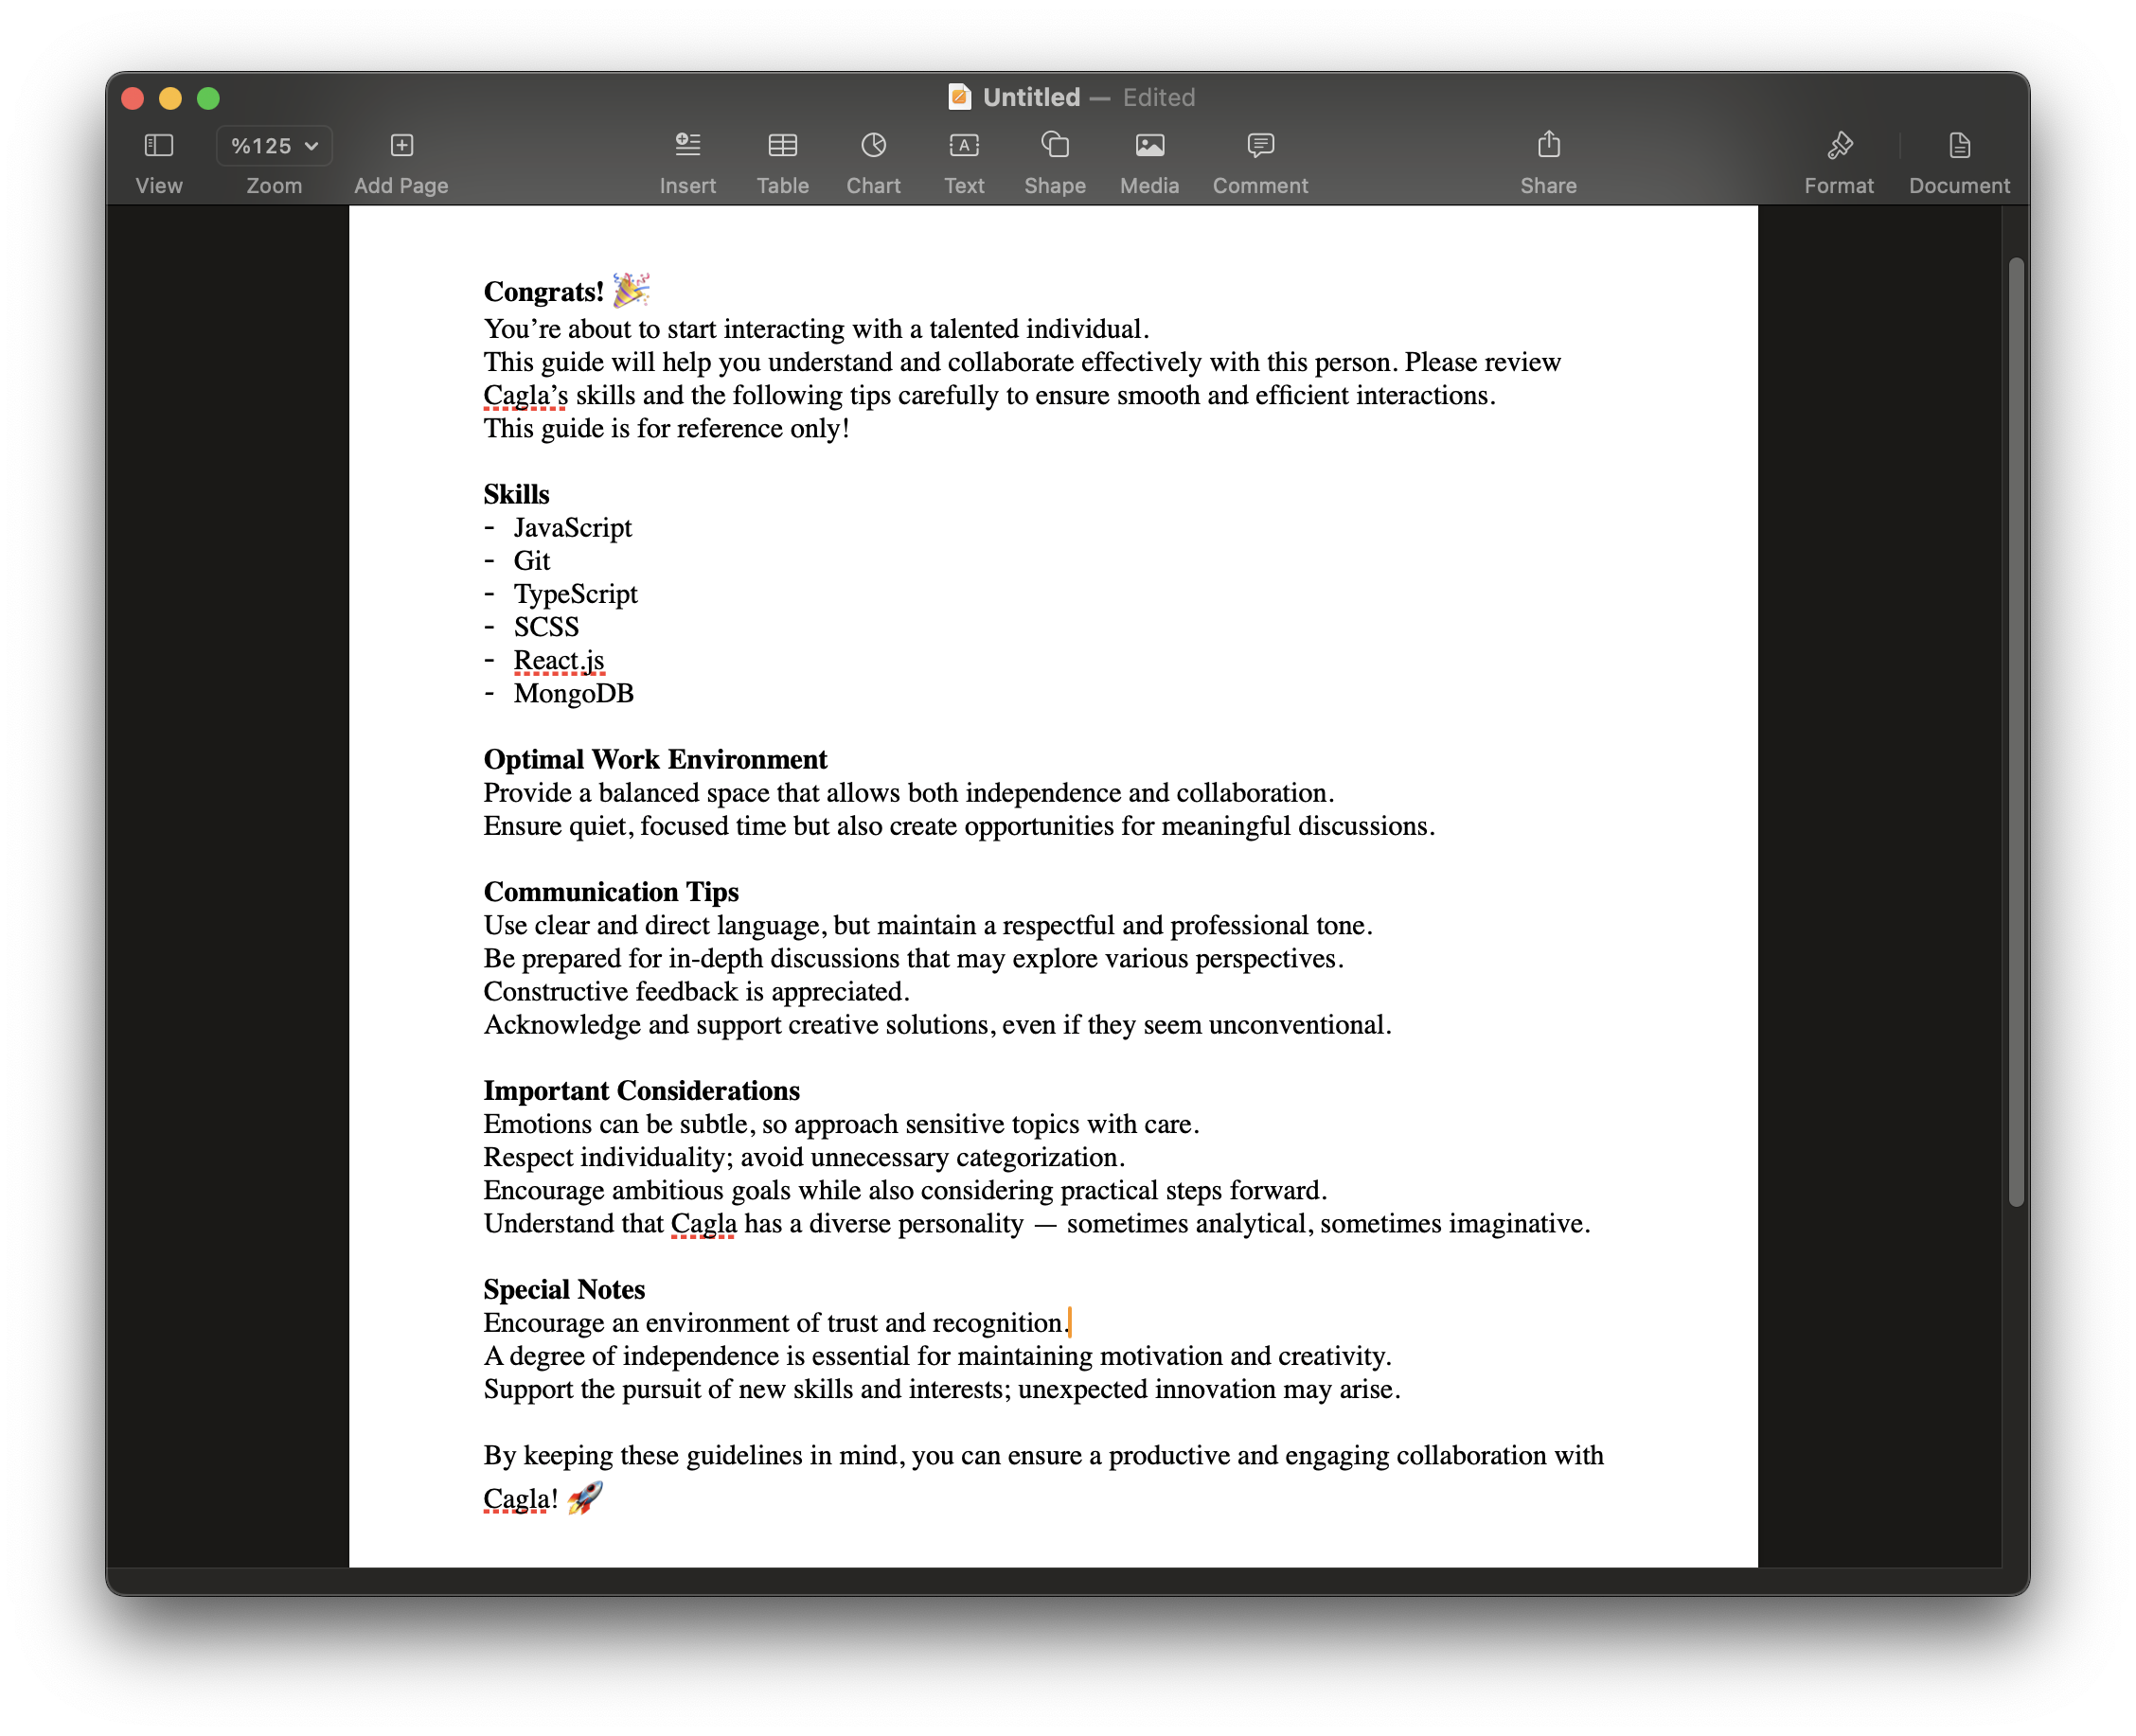 Untitled — Edited
%125
View
Zoom
Add Page
Insert
Table
Chart
Text
Shape
Media
Comment
Share
Format
Document
Congrats! 🎉
You’re about to start interacting with a talented individual.
This guide will help you understand and collaborate effectively with this person. Please review
Cagla’s skills and the following tips carefully to ensure smooth and efficient interactions.
This guide is for reference only!
Skills
- JavaScript
- Git
- TypeScript
- SCSS
- React.js
- MongoDB
Optimal Work Environment
Provide a balanced space that allows both independence and collaboration.
Ensure quiet, focused time but also create opportunities for meaningful discussions.
Communication Tips
Use clear and direct language, but maintain a respectful and professional tone.
Be prepared for in-depth discussions that may explore various perspectives.
Constructive feedback is appreciated.
Acknowledge and support creative solutions, even if they seem unconventional.
Important Considerations
Emotions can be subtle, so approach sensitive topics with care.
Respect individuality; avoid unnecessary categorization.
Encourage ambitious goals while also considering practical steps forward.
Understand that Cagla has a diverse personality — sometimes analytical, sometimes imaginative.
Special Notes
Encourage an environment of trust and recognition.
A degree of independence is essential for maintaining motivation and creativity.
Support the pursuit of new skills and interests; unexpected innovation may arise.
By keeping these guidelines in mind, you can ensure a productive and engaging collaboration with
Cagla! 🚀